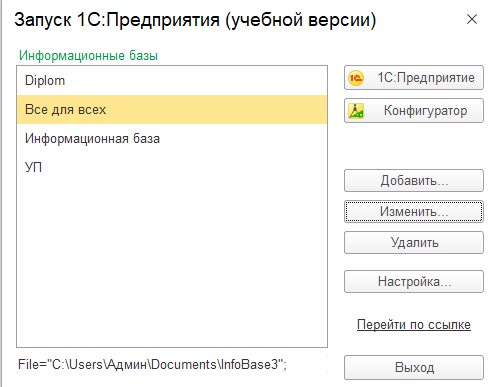 Запуск 1С:Предприятия (учебной версии)
Информационные базы
Diplom
Все для всех
Информационная база
УП
1С:Предприятие
Конфигуратор
Добавить...
Изменить...
Удалить
Настройка...
Перейти по ссылке
Выход
File="C:\Users\Админ\Documents\InfoBase3";